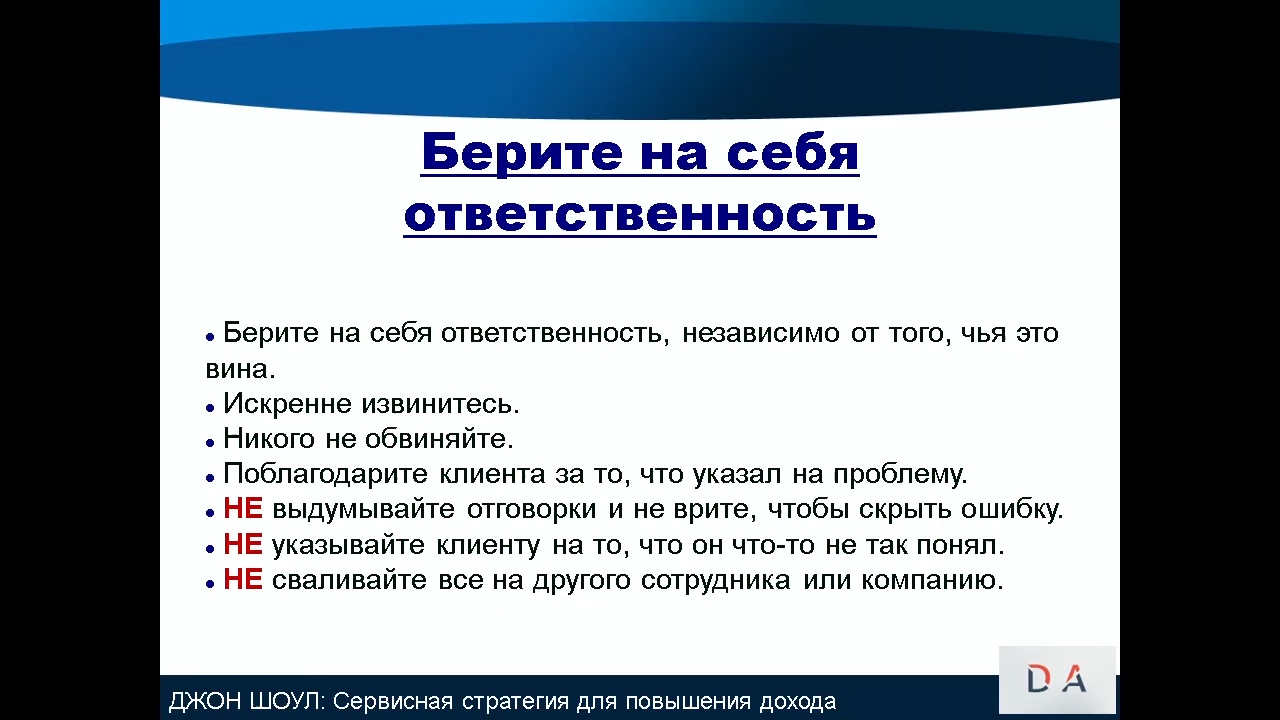 Берите на себя
ответственность
● Берите на себя ответственность, независимо от того, чья это
вина.
● Искренне извинитесь.
● Никого не обвиняйте.
● Поблагодарите клиента за то, что указал на проблему.
● НЕ выдумывайте отговорки и не врите, чтобы скрыть ошибку.
● НЕ указывайте клиенту на то, что он что-то не так понял.
● НЕ сваливайте все на другого сотрудника или компанию.
ДЖОН ШОУЛ: Сервисная стратегия для повышения дохода
DA